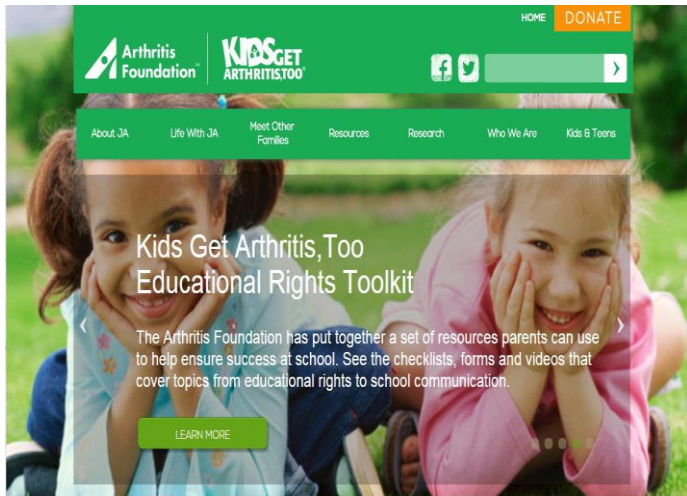 HOME
DONATE
Arthritis
Foundation™
KIDS GET
ARTHRITIS,TOO®
About JA
Life With JA
Meet Other
Families
Resources
Research
Who We Are
Kids & Teens
Kids Get Arthritis,Too
Educational Rights Toolkit
The Arthritis Foundation has put together a set of resources parents can use
to help ensure success at school. See the checklists, forms and videos that
cover topics from educational rights to school communication.
LEARN MORE